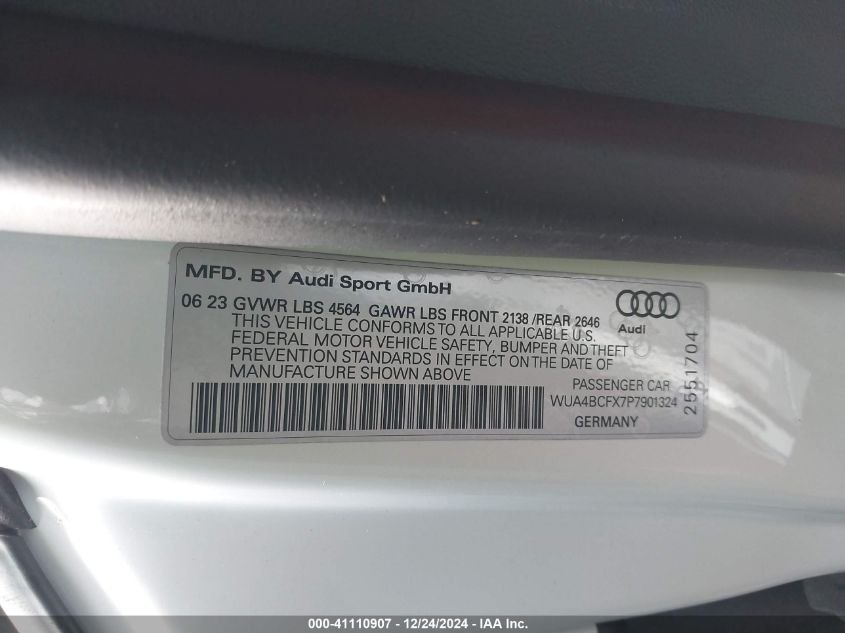 MFD. BY Audi Sport GmbH
06 23 GVWR LBS 4564 GAWR LBS FRONT 2138 /REAR 2646
THIS VEHICLE CONFORMS TO ALL APPLICABLE U.S.
FEDERAL MOTOR VEHICLE SAFETY, BUMPER AND THEFT
PREVENTION STANDARDS IN EFFECT ON THE DATE OF
MANUFACTURE SHOWN ABOVE
Audi
PASSENGER CAR
WUA4BCFX7P7901324
GERMANY
2551704
000-41110907 - 12/24/2024 - IAA Inc.